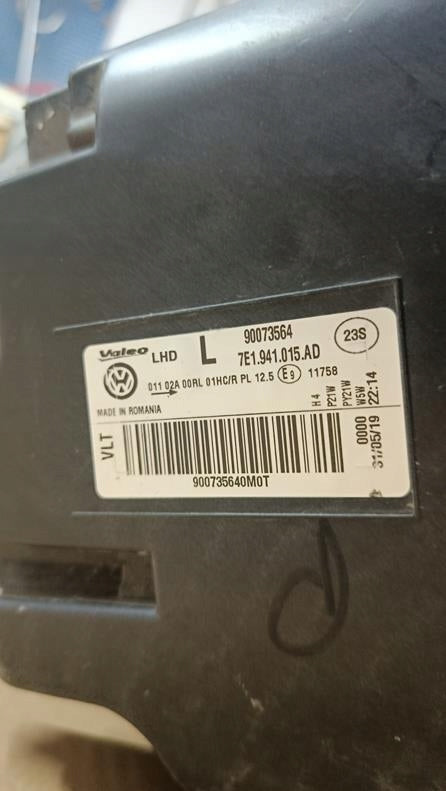 Valeo LHD L 90073564 23S
7E1.941.015.AD
011 02A 00RL 01HC/R PL 12.5 E9 11758
MADE IN ROMANIA
VLT
H4
P21W
PY21W
W5W
0000 22:14
31/05/19
900735640M0T